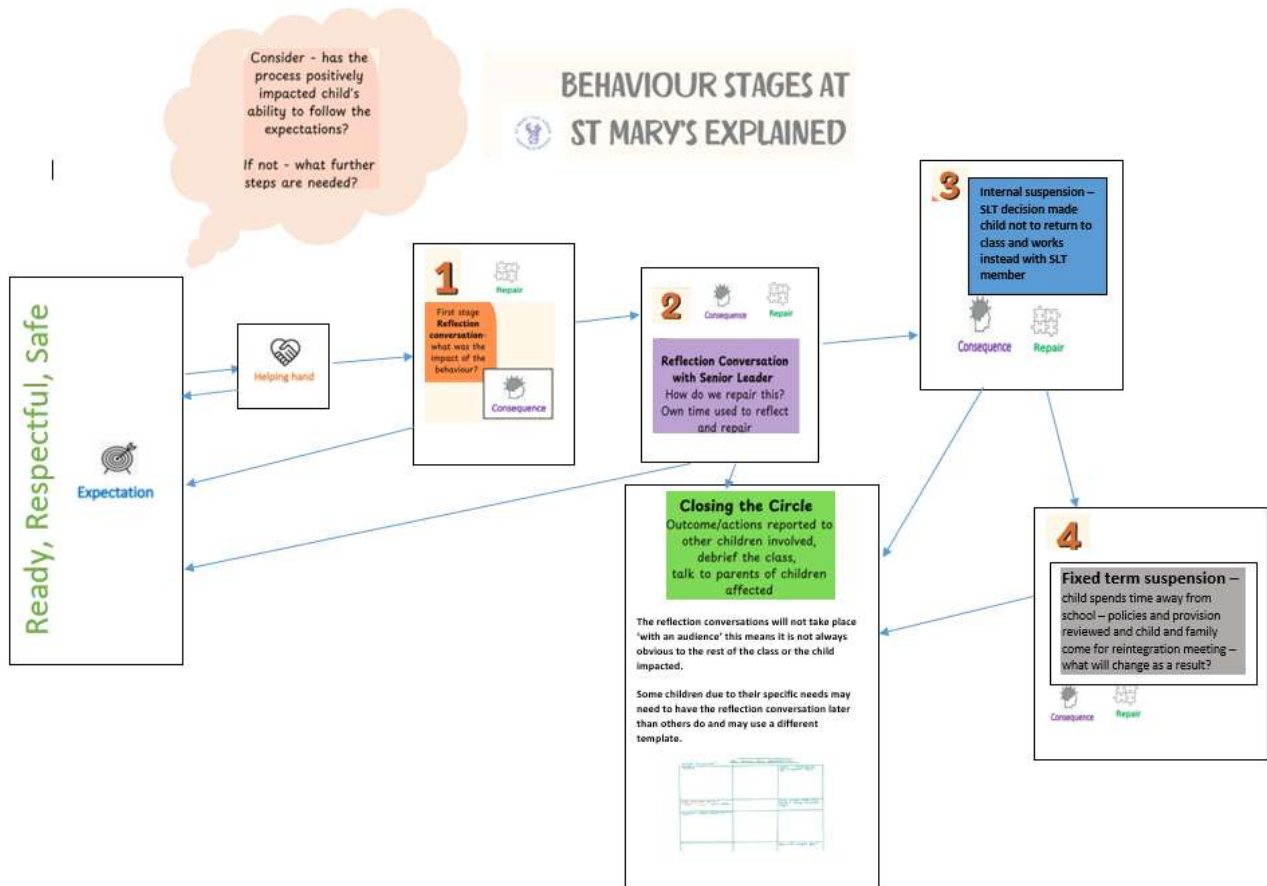 Consider - has the
process positively
impacted child's
ability to follow the
expectations?
If not - what further
steps are needed?
BEHAVIOUR STAGES AT
ST MARY'S EXPLAINED
Ready, Respectful, Safe
Expectation
Helping hand
1
Repair
First stage
Reflection
conversation-
what was the
impact of the
behaviour?
Consequence
2
Consequence
Repair
Reflection Conversation
with Senior Leader
How do we repair this?
Own time used to reflect
and repair
3
Internal suspension –
SLT decision made
child not to return to
class and works
instead with SLT
member
Consequence
Repair
4
Fixed term suspension –
child spends time away from
school – policies and provision
reviewed and child and family
come for reintegration meeting –
what will change as a result?
Consequence
Repair
Closing the Circle
Outcome/actions reported to
other children involved,
debrief the class,
talk to parents of children
affected
The reflection conversations will not take place
'with an audience' this means it is not always
obvious to the rest of the class or the child
impacted.
Some children due to their specific needs may
need to have the reflection conversation later
than others do and may use a different
template.